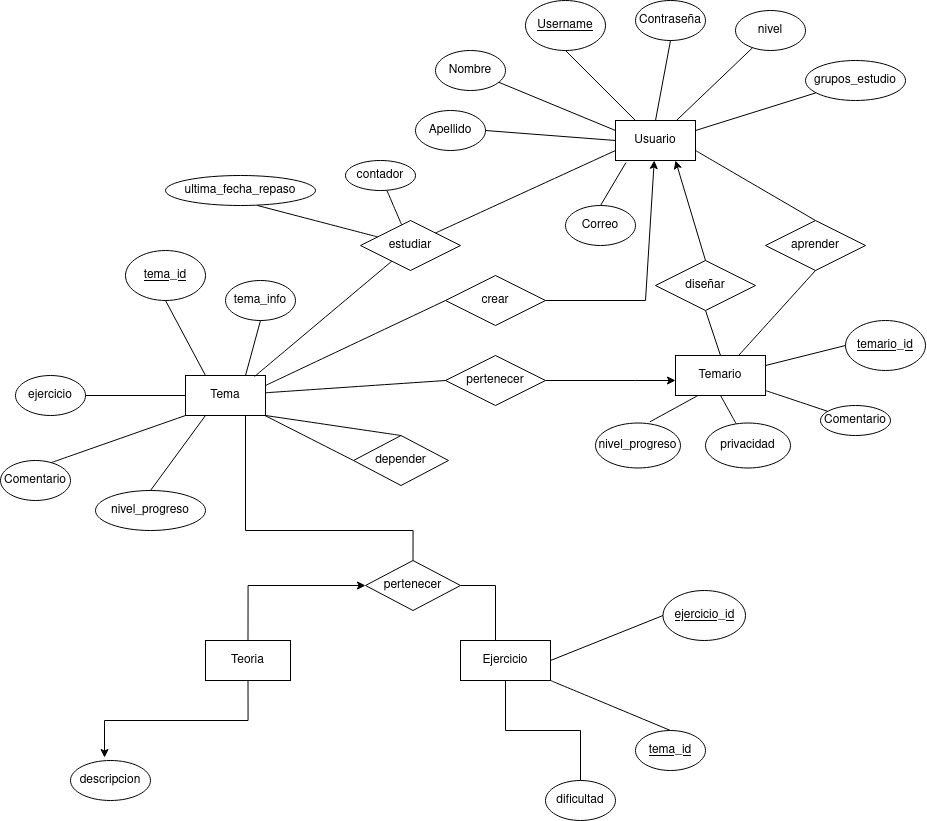 Username
Contraseña
nivel
Nombre
grupos_estudio
Apellido
Usuario
ultima_fecha_repaso
contador
Correo
estudiar
aprender
tema_id
tema_info
crear
diseñar
ejercicio
Tema
pertenecer
Temario
temario_id
Comentario
nivel_progreso
privacidad
depender
Comentario
nivel_progreso
pertenecer
ejercicio_id
Teoria
Ejercicio
tema_id
descripcion
dificultad